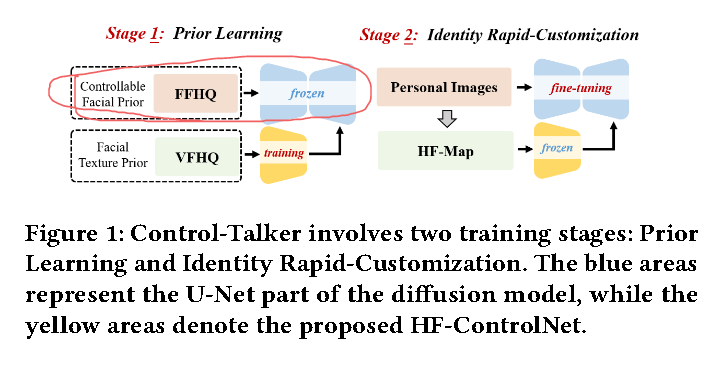 Stage 1: Prior Learning
Stage 2: Identity Rapid-Customization
Controllable
Facial Prior
FFHQ
frozen
Facial
Texture Prior
VFHQ
training
Personal Images
fine-tuning
HF-Map
frozen
Figure 1: Control-Talker involves two training stages: Prior
Learning and Identity Rapid-Customization. The blue areas
represent the U-Net part of the diffusion model, while the
yellow areas denote the proposed HF-ControlNet.